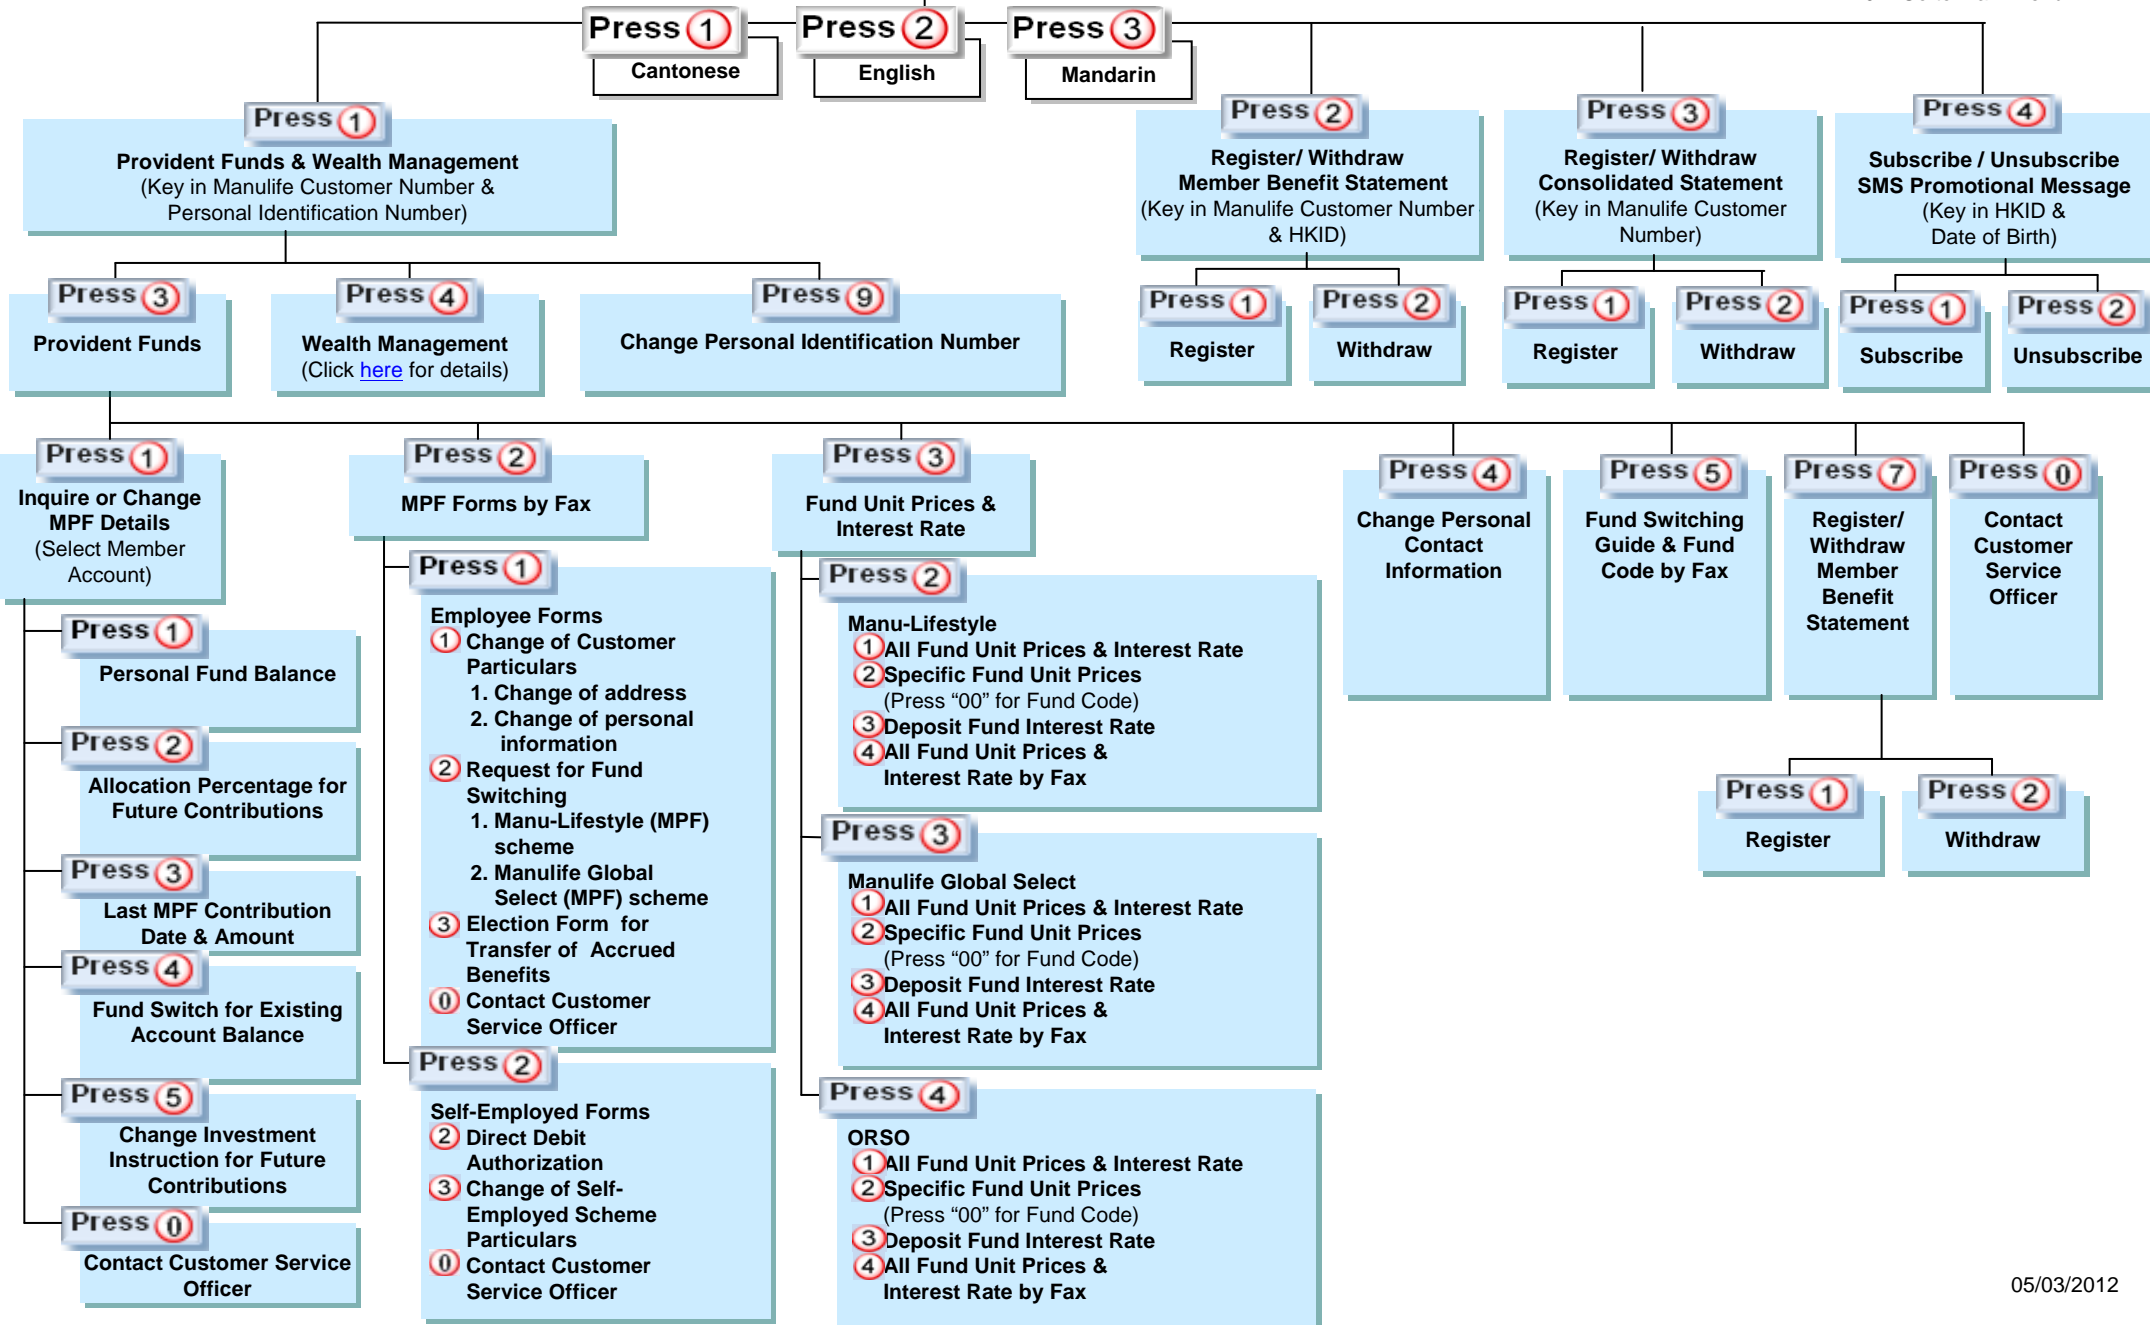 Press 1
Cantonese
Press 2
English
Press 3
Mandarin
Press 1
Provident Funds & Wealth Management
(Key in Manulife Customer Number &
Personal Identification Number)
Press 2
Register/ Withdraw
Member Benefit Statement
(Key in Manulife Customer Number
& HKID)
Press 3
Register/ Withdraw
Consolidated Statement
(Key in Manulife Customer
Number)
Press 4
Subscribe / Unsubscribe
SMS Promotional Message
(Key in HKID &
Date of Birth)
Press 3
Provident Funds
Press 4
Wealth Management
(Click here for details)
Press 9
Change Personal Identification Number
Press 1
Register
Press 2
Withdraw
Press 1
Register
Press 2
Withdraw
Press 1
Subscribe
Press 2
Unsubscribe
Press 1
Inquire or Change
MPF Details
(Select Member
Account)
Press 1
Personal Fund Balance
Press 2
Allocation Percentage for
Future Contributions
Press 3
Last MPF Contribution
Date & Amount
Press 4
Fund Switch for Existing
Account Balance
Press 5
Change Investment
Instruction for Future
Contributions
Press 0
Contact Customer Service
Officer
Press 2
MPF Forms by Fax
Press 1
Employee Forms
1 Change of Customer
Particulars
1. Change of address
2. Change of personal
information
2 Request for Fund
Switching
1. Manu-Lifestyle (MPF)
scheme
2. Manulife Global
Select (MPF) scheme
3 Election Form for
Transfer of Accrued
Benefits
0 Contact Customer
Service Officer
Press 2
Self-Employed Forms
2 Direct Debit
Authorization
3 Change of Self-
Employed Scheme
Particulars
0 Contact Customer
Service Officer
Press 3
Fund Unit Prices &
Interest Rate
Press 2
Manu-Lifestyle
1 All Fund Unit Prices & Interest Rate
2 Specific Fund Unit Prices
(Press “00” for Fund Code)
3 Deposit Fund Interest Rate
4 All Fund Unit Prices &
Interest Rate by Fax
Press 3
Manulife Global Select
1 All Fund Unit Prices & Interest Rate
2 Specific Fund Unit Prices
(Press “00” for Fund Code)
3 Deposit Fund Interest Rate
4 All Fund Unit Prices &
Interest Rate by Fax
Press 4
ORSO
1 All Fund Unit Prices & Interest Rate
2 Specific Fund Unit Prices
(Press “00” for Fund Code)
3 Deposit Fund Interest Rate
4 All Fund Unit Prices &
Interest Rate by Fax
Press 4
Change Personal
Contact
Information
Press 5
Fund Switching
Guide & Fund
Code by Fax
Press 7
Register/
Withdraw
Member
Benefit
Statement
Press 1
Register
Press 2
Withdraw
Press 0
Contact
Customer
Service
Officer
05/03/2012